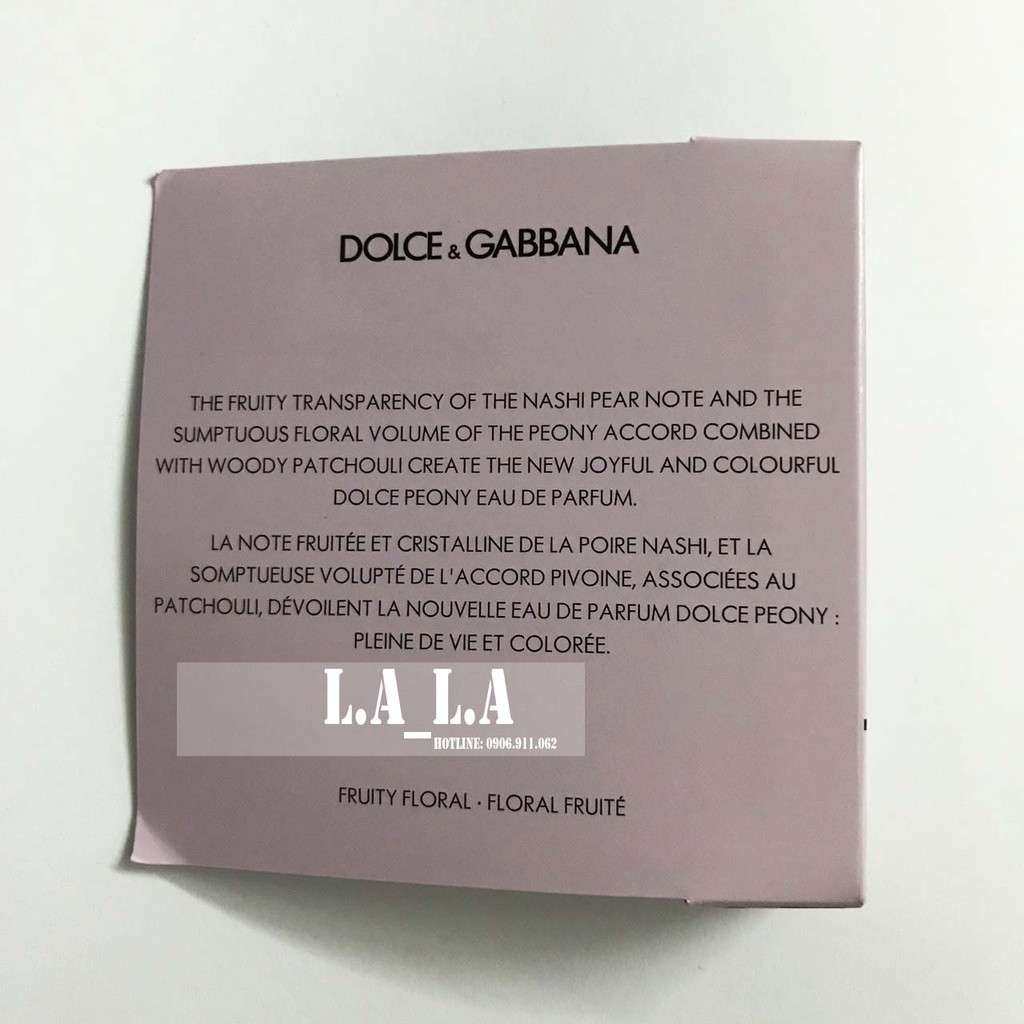 DOLCE & GABBANA
THE FRUITY TRANSPARENCY OF THE NASHI PEAR NOTE AND THE
SUMPTUOUS FLORAL VOLUME OF THE PEONY ACCORD COMBINED
WITH WOODY PATCHOULI CREATE THE NEW JOYFUL AND COLOURFUL
DOLCE PEONY EAU DE PARFUM.
LA NOTE FRUITÉE ET CRISTALLINE DE LA POIRE NASHI, ET LA
SOMPTUEUSE VOLUPTÉ DE L'ACCORD PIVOINE, ASSOCIÉES AU
PATCHOULI, DÉVOILENT LA NOUVELLE EAU DE PARFUM DOLCE PEONY :
PLEINE DE VIE ET COLORÉE.
L.A_L.A
HOTLINE: 0906.911.062
FRUITY FLORAL · FLORAL FRUITÉ